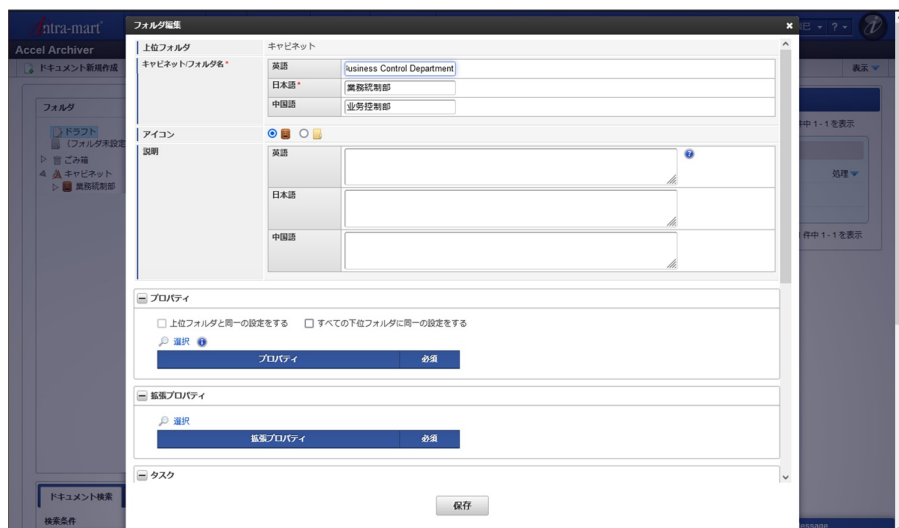 intra-mart
フォルダ編集
Accel Archiver
ドキュメント新規作成
表示
フォルダ
ドラフト
(フォルダ未設定
ごみ箱
キャビネット
業務統制部
上位フォルダ
キャビネット
キャビネット/フォルダ名*
英語
usiness Control Department
日本語*
業務統制部
中国語
业务控制部
アイコン
説明
英語
日本語
中国語
プロパティ
上位フォルダと同一の設定をする
すべての下位フォルダに同一の設定をする
選択
プロパティ
必須
拡張プロパティ
選択
拡張プロパティ
必須
タスク
保存
件中 1 - 1 を表示
処理
件中 1 - 1 を表示
ドキュメント検索
検索条件